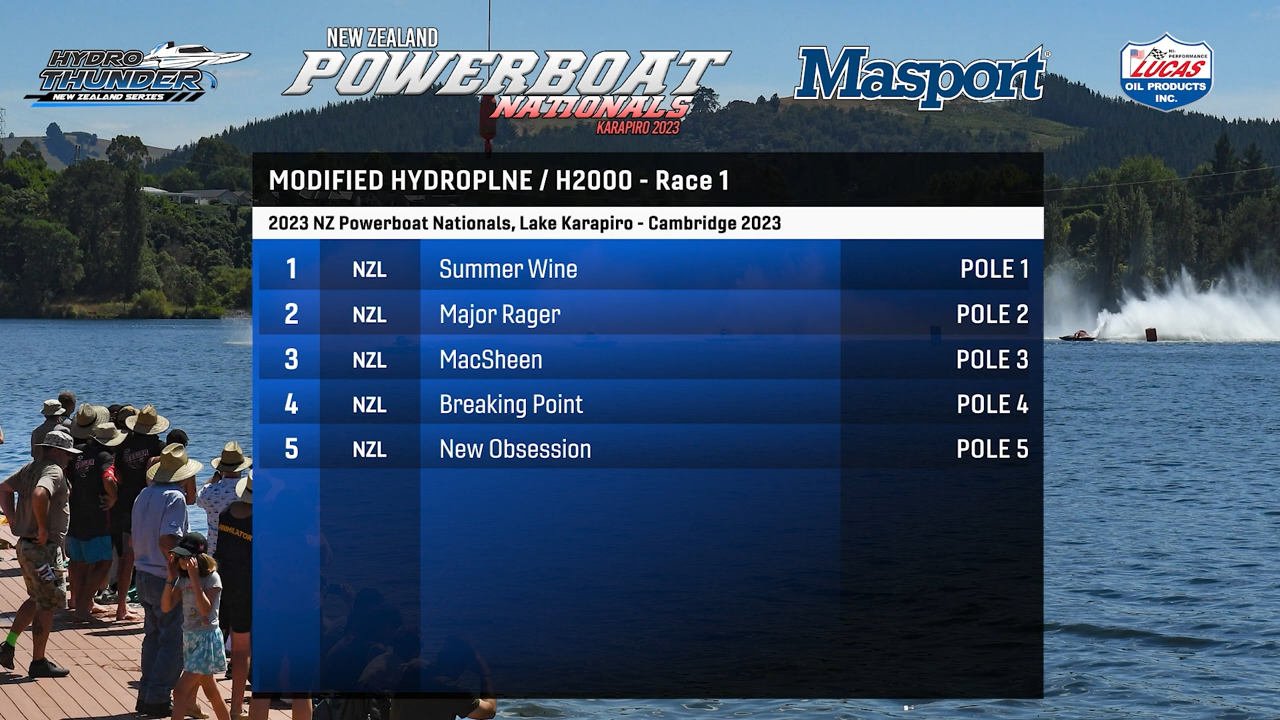 HYDRO
THUNDER
NEW ZEALAND SERIES
NEW ZEALAND
POWERBOAT
NATIONALS
KARAPIRO 2023
Masport
HI-PERFORMANCE
LUCAS
OIL PRODUCTS
INC.
MODIFIED HYDROPLNE / H2000 - Race 1
2023 NZ Powerboat Nationals, Lake Karapiro - Cambridge 2023
1 NZL Summer Wine POLE 1
2 NZL Major Rager POLE 2
3 NZL MacSheen POLE 3
4 NZL Breaking Point POLE 4
5 NZL New Obsession POLE 5